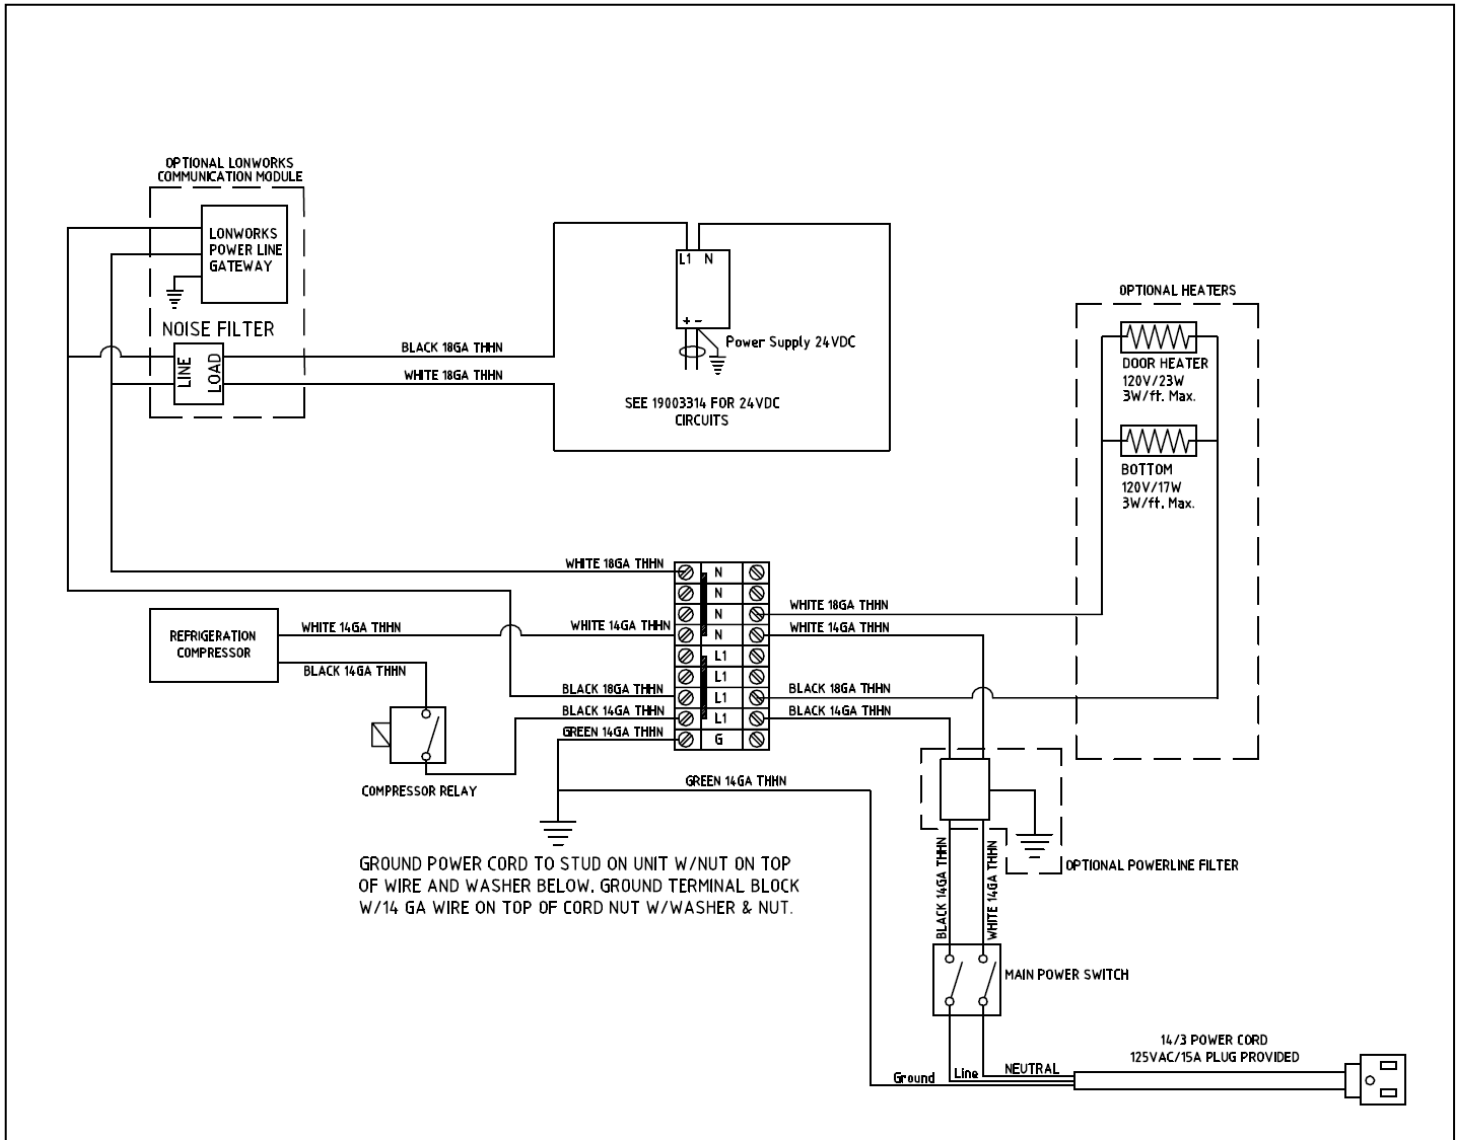 OPTIONAL LONWORKS
COMMUNICATION MODULE
LONWORKS
POWER LINE
GATEWAY
NOISE FILTER
LINE
LOAD
BLACK 18GA THHN
WHITE 18GA THHN
L1 N
+ -
Power Supply 24VDC
SEE 19003314 FOR 24VDC
CIRCUITS
OPTIONAL HEATERS
DOOR HEATER
120V/23W
3W/ft. Max.
BOTTOM
120V/17W
3W/ft. Max.
WHITE 18GA THHN
N
N
N
N
L1
L1
L1
L1
G
WHITE 18GA THHN
WHITE 14GA THHN
REFRIGERATION
COMPRESSOR
WHITE 14GA THHN
WHITE 14GA THHN
BLACK 14GA THHN
BLACK 18GA THHN
BLACK 14GA THHN
GREEN 14GA THHN
BLACK 18GA THHN
BLACK 14GA THHN
COMPRESSOR RELAY
GREEN 14GA THHN
GROUND POWER CORD TO STUD ON UNIT W/NUT ON TOP
OF WIRE AND WASHER BELOW. GROUND TERMINAL BLOCK
W/14 GA WIRE ON TOP OF CORD NUT W/WASHER & NUT.
OPTIONAL POWERLINE FILTER
BLACK 14GA THHN
WHITE 14GA THHN
MAIN POWER SWITCH
14/3 POWER CORD
125VAC/15A PLUG PROVIDED
Ground
Line
NEUTRAL